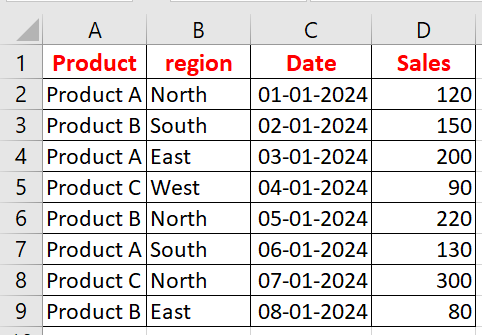 A B C D
1 Product region Date Sales
2 Product A North 01-01-2024 120
3 Product B South 02-01-2024 150
4 Product A East 03-01-2024 200
5 Product C West 04-01-2024 90
6 Product B North 05-01-2024 220
7 Product A South 06-01-2024 130
8 Product C North 07-01-2024 300
9 Product B East 08-01-2024 80